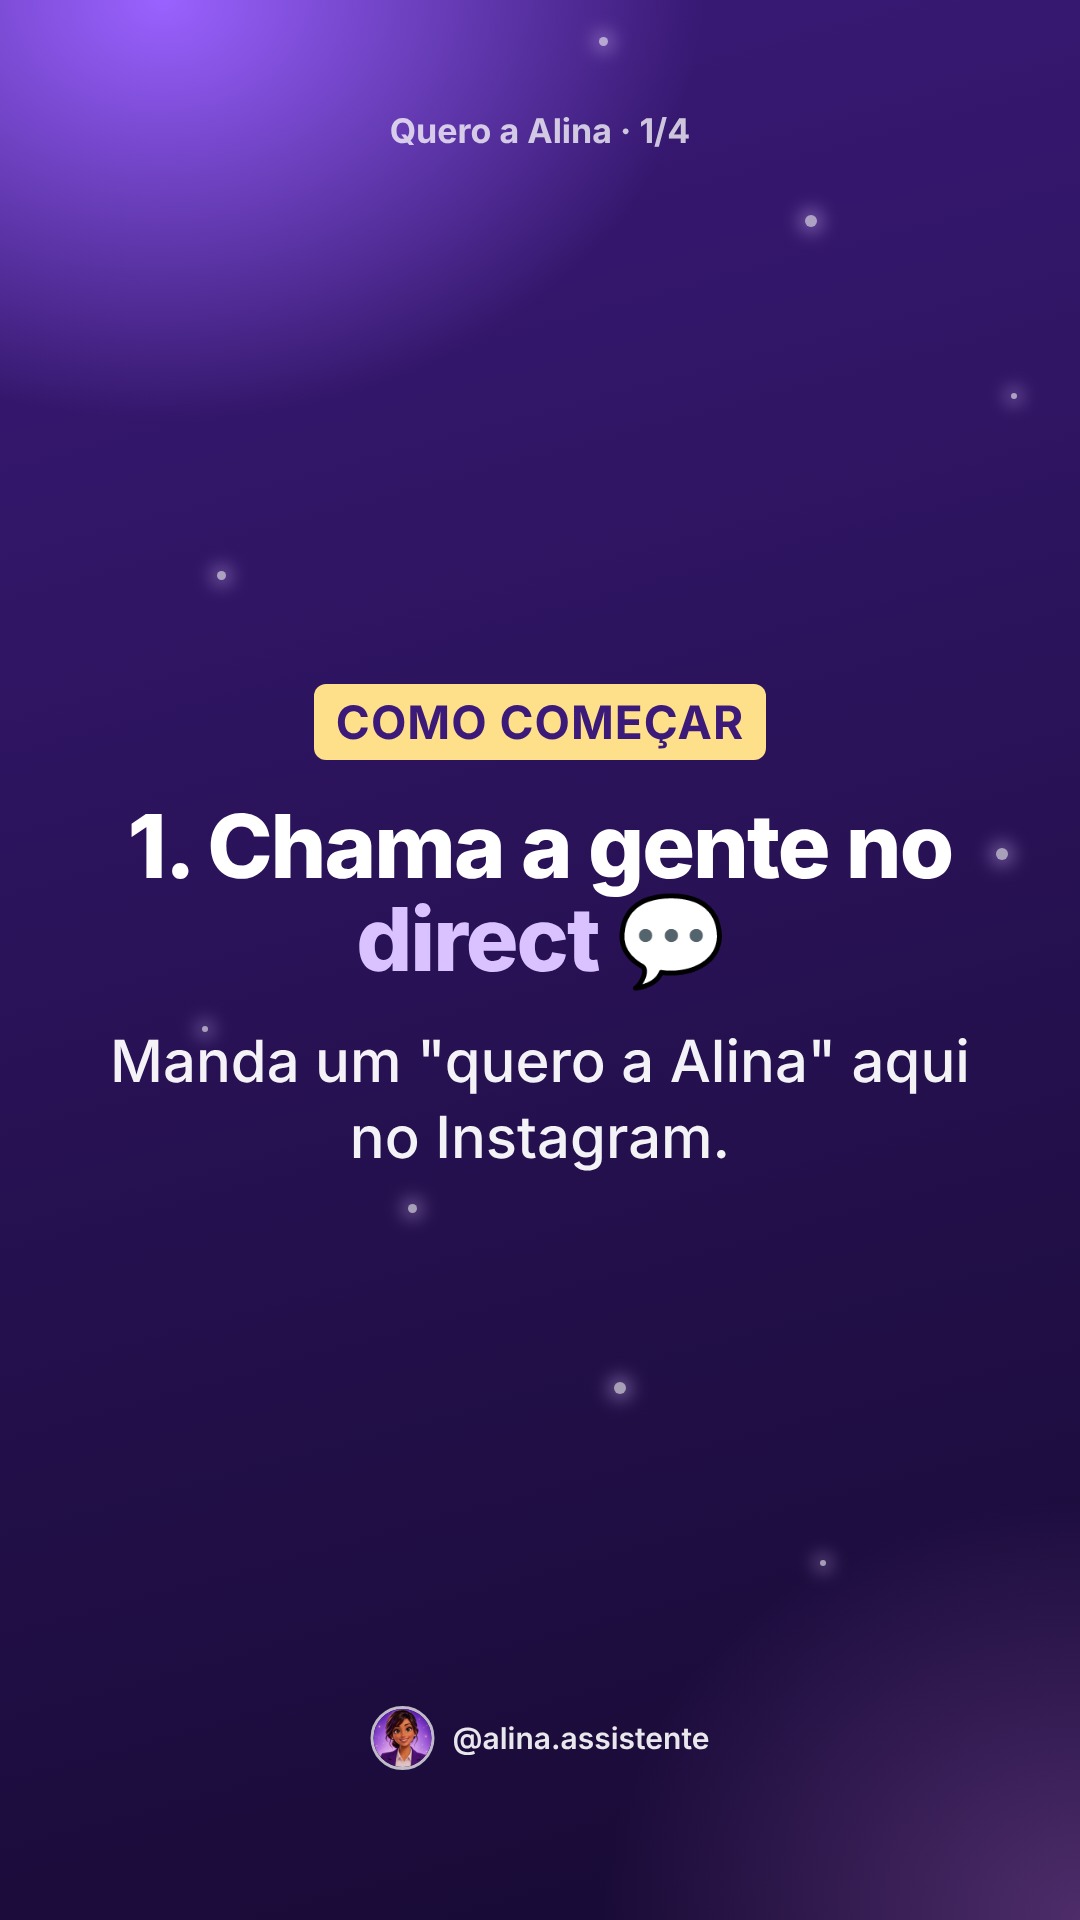 Quero a Alina · 1/4
COMO COMEÇAR
1. Chama a gente no
direct 💬
Manda um "quero a Alina" aqui
no Instagram.
@alina.assistente